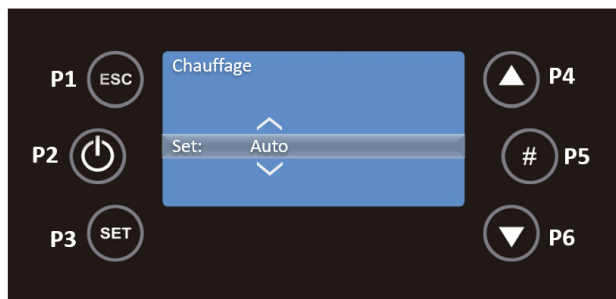 P1 ESC
P2
P3 SET
Chauffage
Set: Auto
P4
# P5
P6